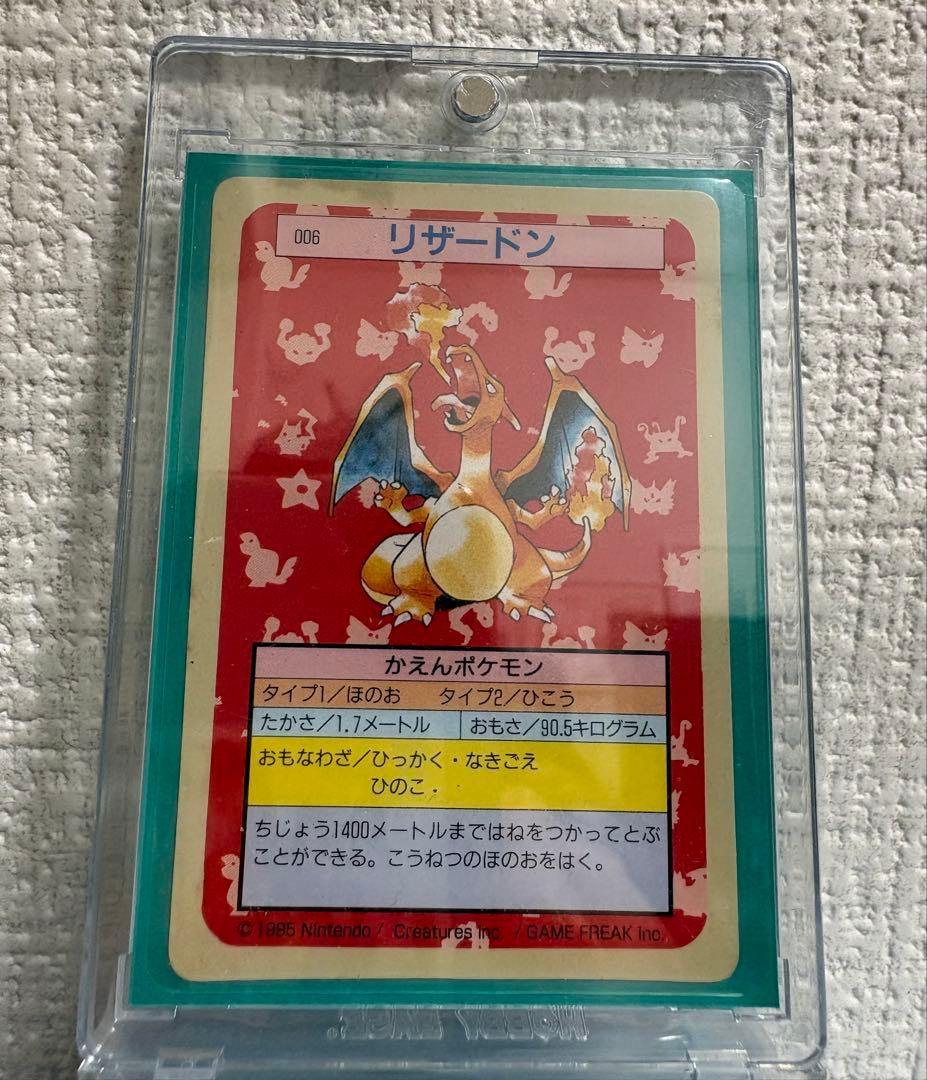 006 リザードン
かえんポケモン
タイプ1/ほのお タイプ2/ひこう
たかさ/1.7メートル おもさ/90.5キログラム
おもなわざ/ひっかく・なきごえ
ひのこ・
ちじょう1400メートルまではねをつかってとぶ
ことができる。こうねつのほのおをはく。
© 1995 Nintendo / Creatures inc. / GAME FREAK inc.